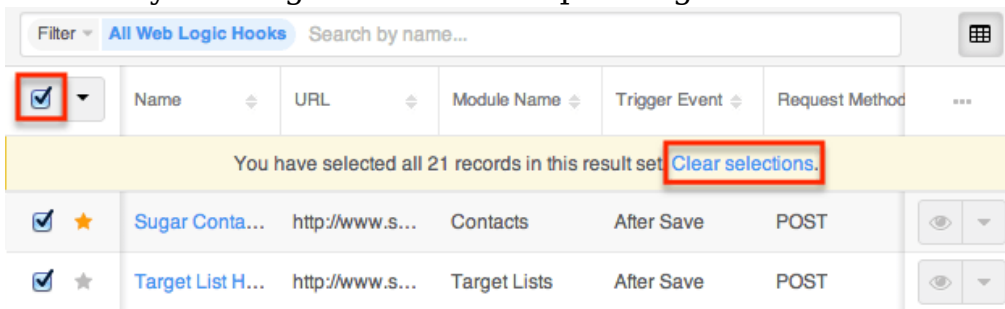 Filter All Web Logic Hooks Search by name...
Name URL Module Name Trigger Event Request Method
You have selected all 21 records in this result set. Clear selections.
Sugar Conta... http://www.s... Contacts After Save POST
Target List H... http://www.s... Target Lists After Save POST